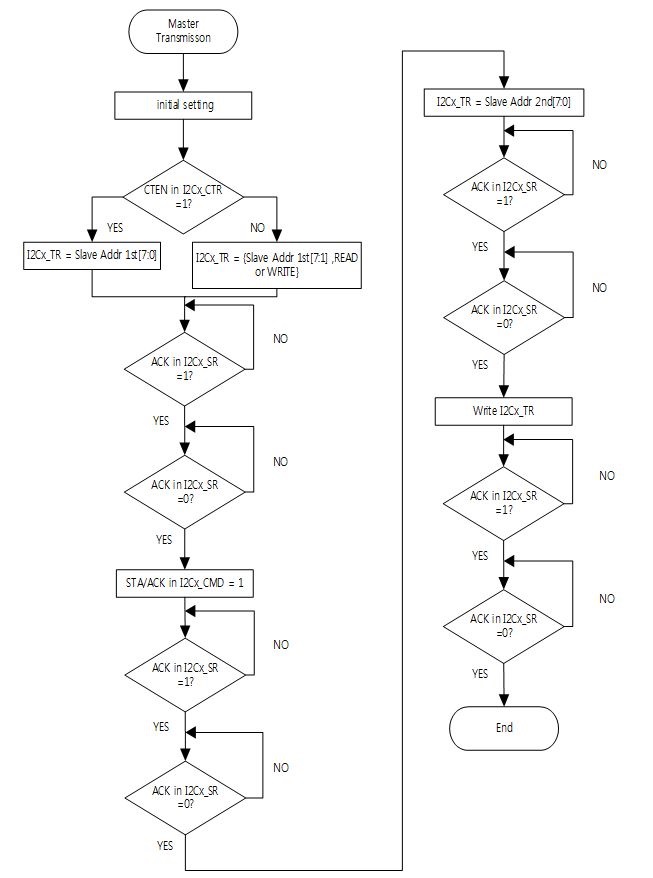 Master
Transmisson
initial setting
CTEN in I2Cx_CTR
=1?
YES
NO
I2Cx_TR = Slave Addr 1st[7:0]
I2Cx_TR = {Slave Addr 1st[7:1] ,READ
or WRITE}
NO
ACK in I2Cx_SR
=1?
YES
NO
ACK in I2Cx_SR
=0?
YES
STA/ACK in I2Cx_CMD = 1
NO
ACK in I2Cx_SR
=1?
YES
NO
ACK in I2Cx_SR
=0?
YES
I2Cx_TR = Slave Addr 2nd[7:0]
NO
ACK in I2Cx_SR
=1?
YES
NO
ACK in I2Cx_SR
=0?
YES
Write I2Cx_TR
NO
ACK in I2Cx_SR
=1?
YES
NO
ACK in I2Cx_SR
=0?
YES
End